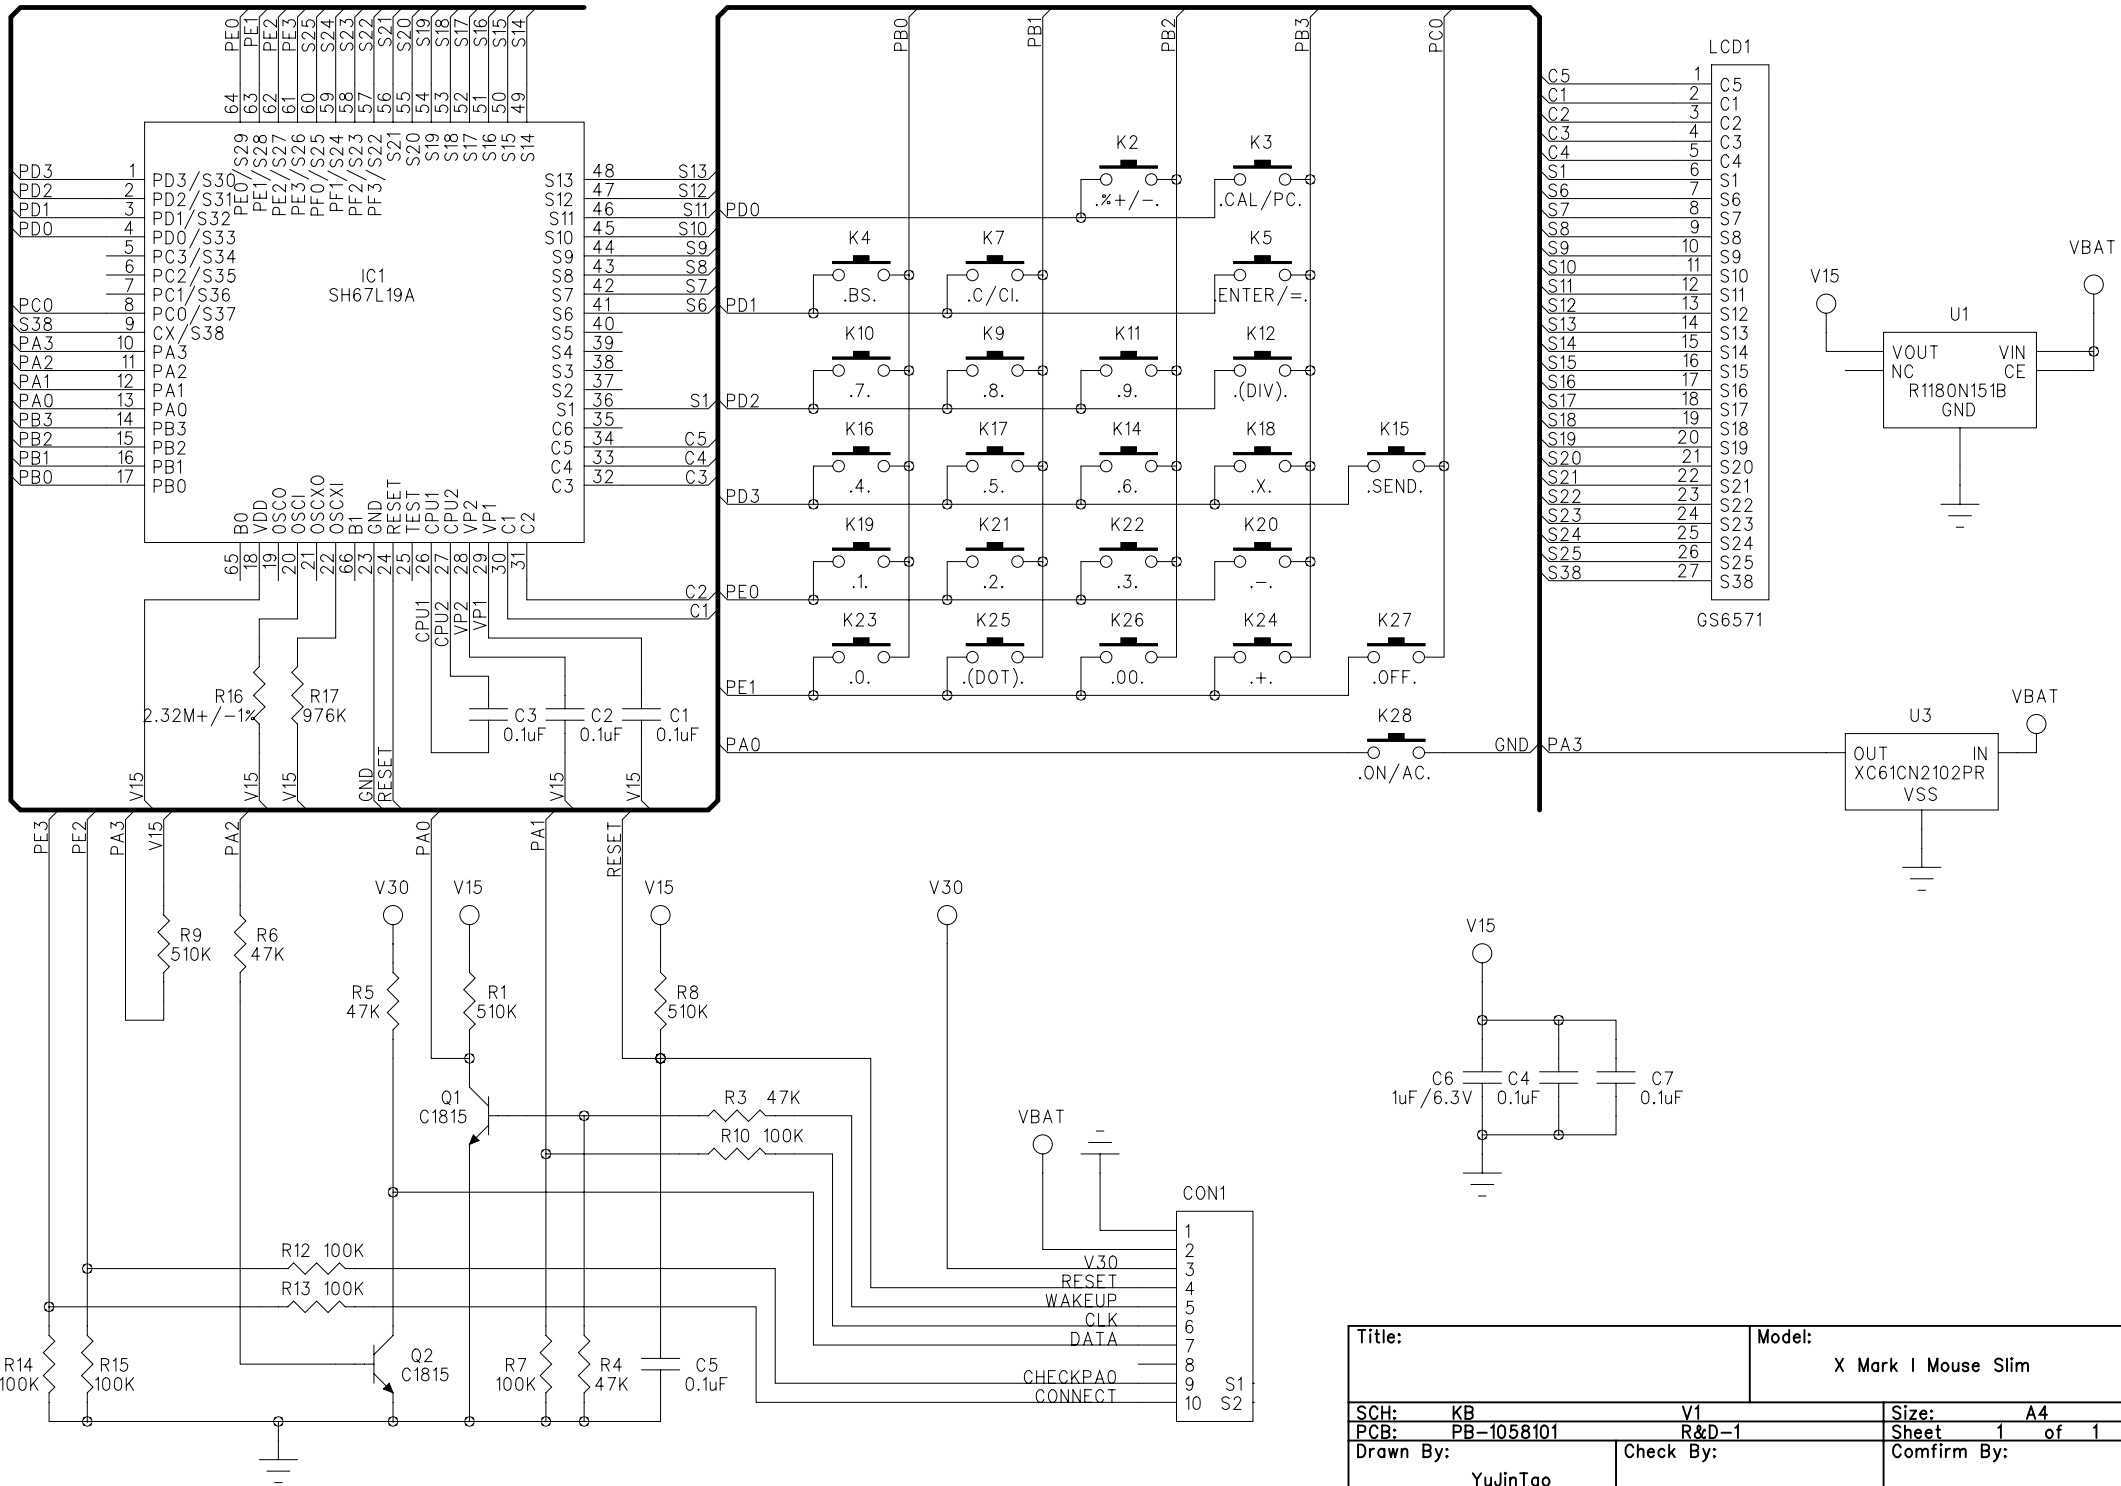 PE0 PE1 PE2 PE3 S25 S24 S23 S22 S21 S20 S19 S18 S17 S16 S15 S14
64 63 62 61 60 59 58 57 56 55 54 53 52 51 50 49
PE0/S29 PE1/S28 PE2/S27 PE3/S26 PF0/S25 PF1/S24 PF2/S23 PF3/S22 S21 S20 S19 S18 S17 S16 S15 S14
PD3 1 PD3/S30
PD2 2 PD2/S31
PD1 3 PD1/S32
PD0 4 PD0/S33
5 PC3/S34
6 PC2/S35
7 PC1/S36
PC0 8 PC0/S37
S38 9 CX/S38
PA3 10 PA3
PA2 11 PA2
PA1 12 PA1
PA0 13 PA0
PB3 14 PB3
PB2 15 PB2
PB1 16 PB1
PB0 17 PB0
IC1
SH67L19A
S13 48 S13
S12 47 S12
S11 46 S11
S10 45 S10
S9 44 S9
S8 43 S8
S7 42 S7
S6 41 S6
S5 40
S4 39
S3 38
S2 37
S1 36 S1
C6 35
C5 34 C5
C4 33 C4
C3 32 C3
B0 VDD OSCO OSCI OSCXO OSCXI B1 GND RESET TEST CPU1 CPU2 VP2 VP1 C1 C2
65 18 19 20 21 22 66 23 24 25 26 27 28 29 30 31
CPU1 CPU2 VP2 VP1
C2
C1
R16
2.32M+/-1%
R17
976K
C3
0.1uF
C2
0.1uF
C1
0.1uF
V15 V15 V15 GND RESET V15 V15
PB0 PB1 PB2 PB3 PC0
K2 K3
.%+/-. .CAL/PC.
PD0
K4 K7 K5
.BS. .C/CI. .ENTER/=.
PD1
K10 K9 K11 K12
.7. .8. .9. .(DIV).
PD2
K16 K17 K14 K18 K15
.4. .5. .6. .X. .SEND.
PD3
K19 K21 K22 K20
.1. .2. .3. .-.
PE0
K23 K25 K26 K24 K27
.0. .(DOT). .00. .+. .OFF.
PE1
K28
PA0 GND
.ON/AC.
LCD1
C5 1 C5
C1 2 C1
C2 3 C2
C3 4 C3
C4 5 C4
S1 6 S1
S6 7 S6
S7 8 S7
S8 9 S8
S9 10 S9
S10 11 S10
S11 12 S11
S12 13 S12
S13 14 S13
S14 15 S14
S15 16 S15
S16 17 S16
S17 18 S17
S18 19 S18
S19 20 S19
S20 21 S20
S21 22 S21
S22 23 S22
S23 24 S23
S24 25 S24
S25 26 S25
S38 27 S38
GS6571
VBAT
V15
U1
VOUT VIN
NC CE
R1180N151B
GND
VBAT
U3
PA3
OUT IN
XC61CN2102PR
VSS
PE3 PE2 PA3 V15 PA2 PA0 PA1 RESET
V30 V15 V15 V30
R9
510K
R6
47K
R5
47K
R1
510K
R8
510K
Q1
C1815
R3 47K
R10 100K
VBAT
V15
C6
1uF/6.3V
C4
0.1uF
C7
0.1uF
R12 100K
R13 100K
CON1
1
2
V30 3
RESET 4
WAKEUP 5
CLK 6
DATA 7
8
CHECKPA0 9 S1
CONNECT 10 S2
R14
100K
R15
100K
Q2
C1815
R7
100K
R4
47K
C5
0.1uF
Title: Model:
X Mark I Mouse Slim
SCH: KB V1 Size: A4
PCB: PB-1058101 R&D-1 Sheet 1 of 1
Drawn By: Check By: Comfirm By:
YuJinTao